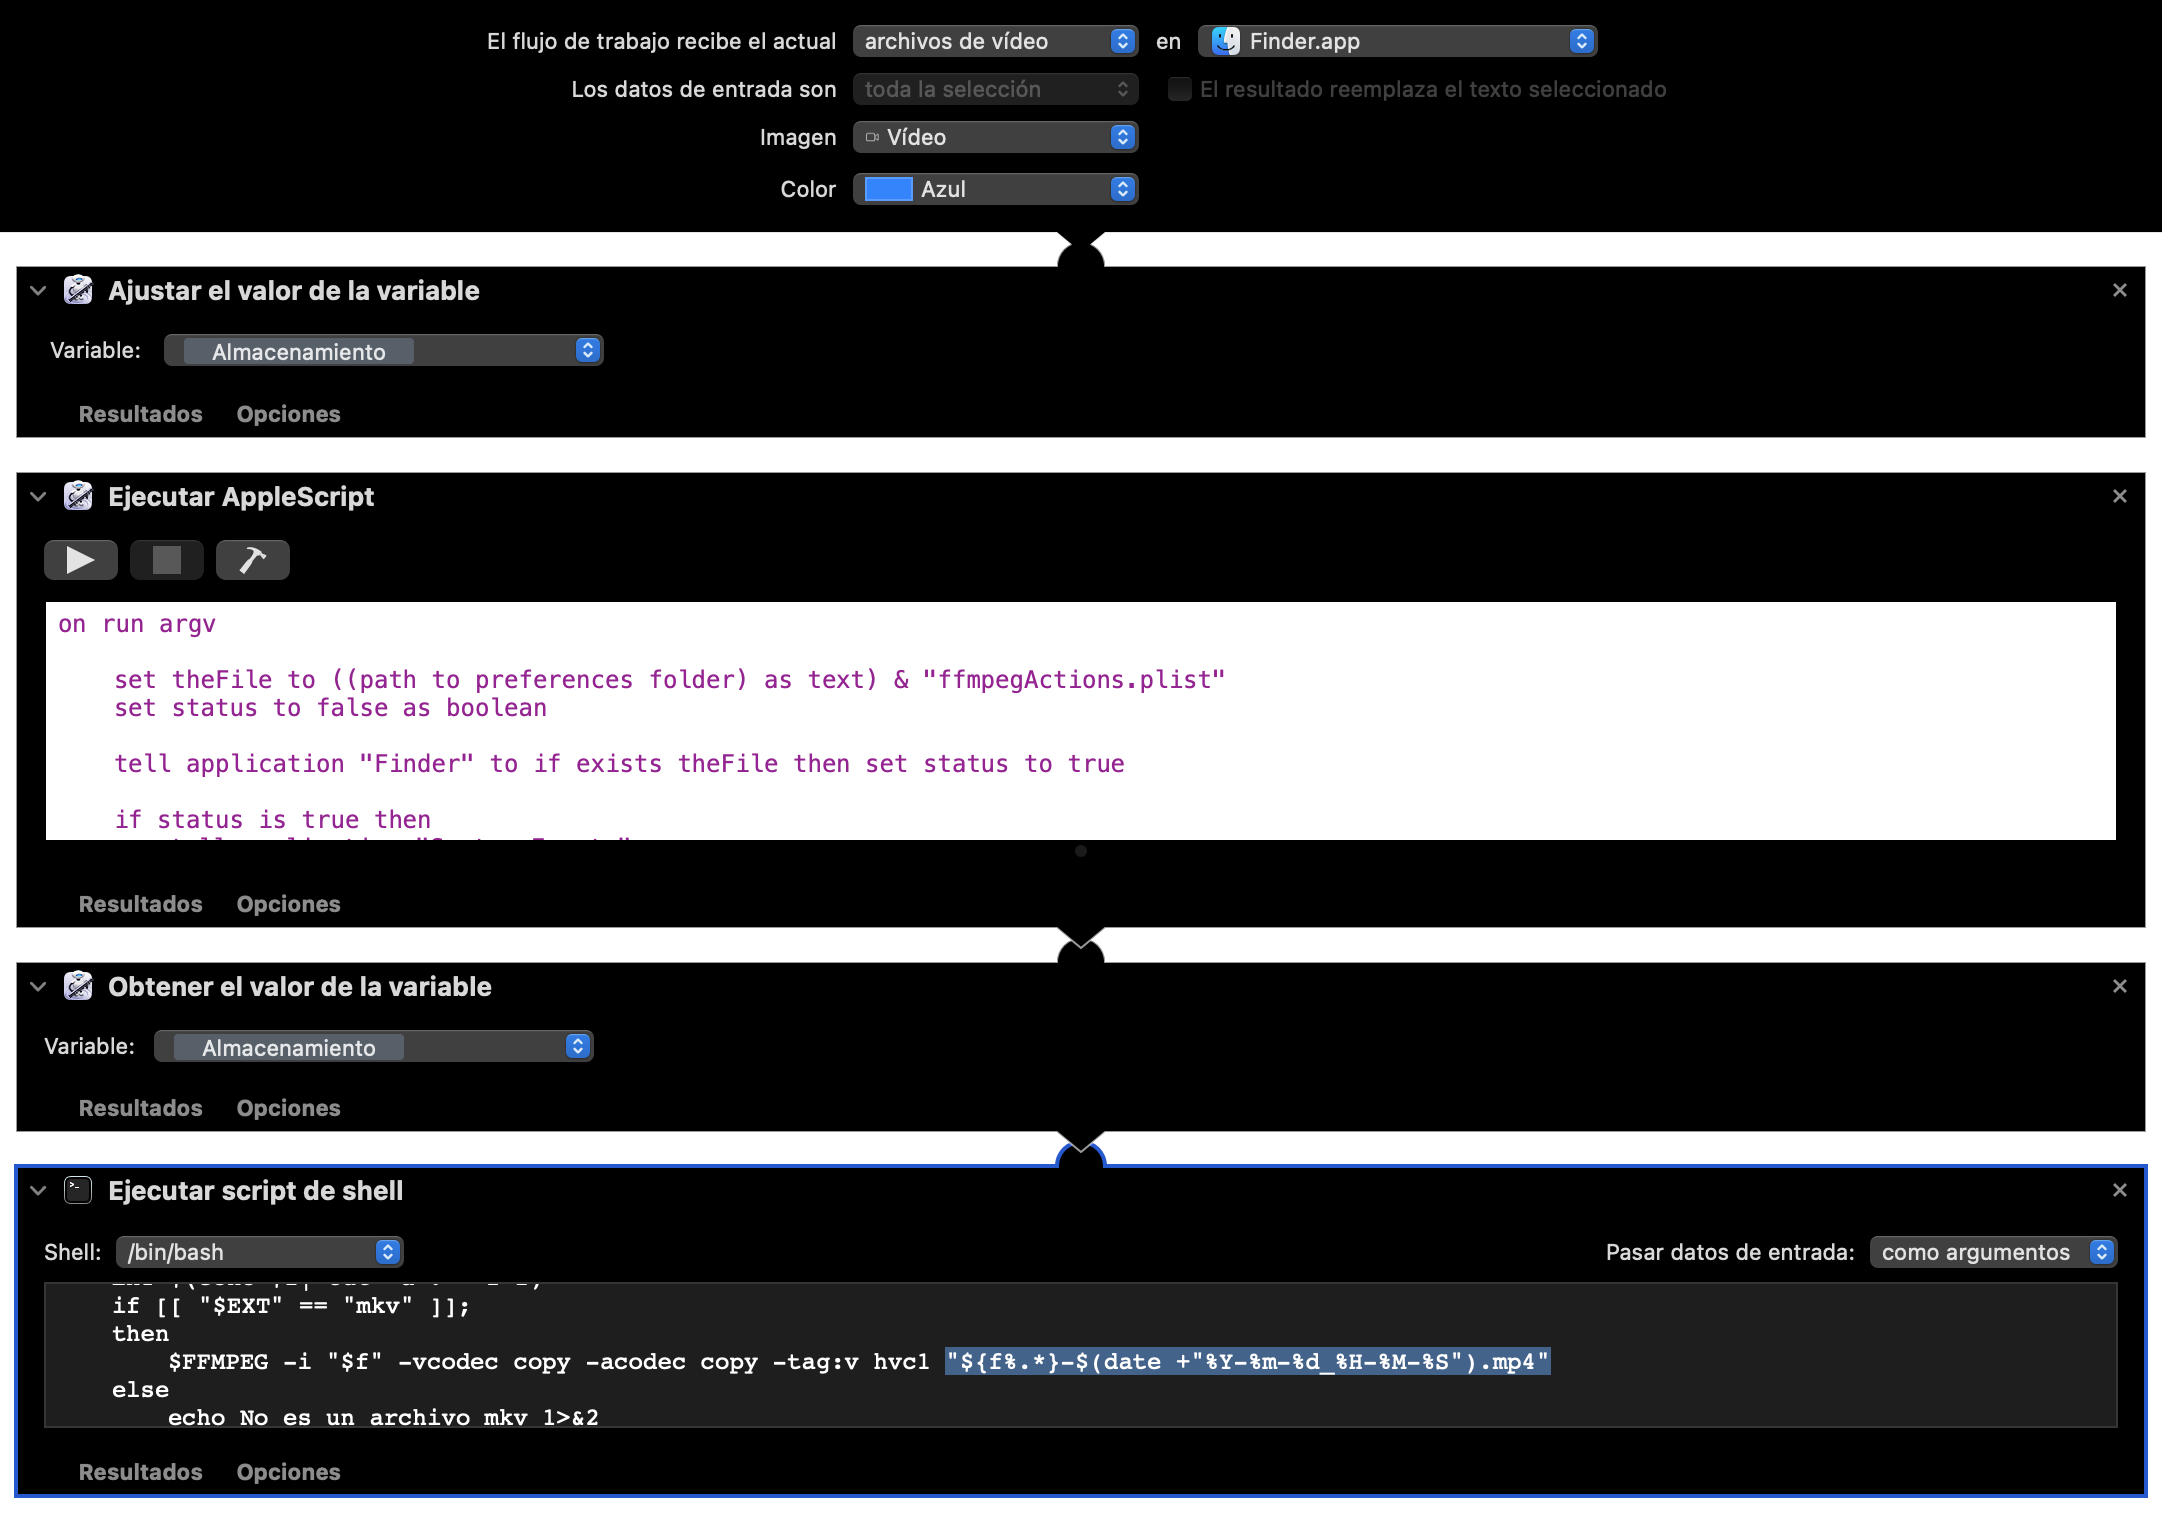 El flujo de trabajo recibe el actual archivos de vídeo en Finder.app
Los datos de entrada son toda la selección El resultado reemplaza el texto seleccionado
Imagen Vídeo
Color Azul
Ajustar el valor de la variable
Variable: Almacenamiento
Resultados Opciones
Ejecutar AppleScript
on run argv
set theFile to ((path to preferences folder) as text) & "ffmpegActions.plist"
set status to false as boolean
tell application "Finder" to if exists theFile then set status to true
if status is true then
Resultados Opciones
Obtener el valor de la variable
Variable: Almacenamiento
Resultados Opciones
Ejecutar script de shell
Shell: /bin/bash Pasar datos de entrada: como argumentos
if [[ "$EXT" == "mkv" ]];
then
$FFMPEG -i "$f" -vcodec copy -acodec copy -tag:v hvc1 "${f%.*}-$(date +"%Y-%m-%d_%H-%M-%S").mp4"
else
echo No es un archivo mkv 1>&2
Resultados Opciones